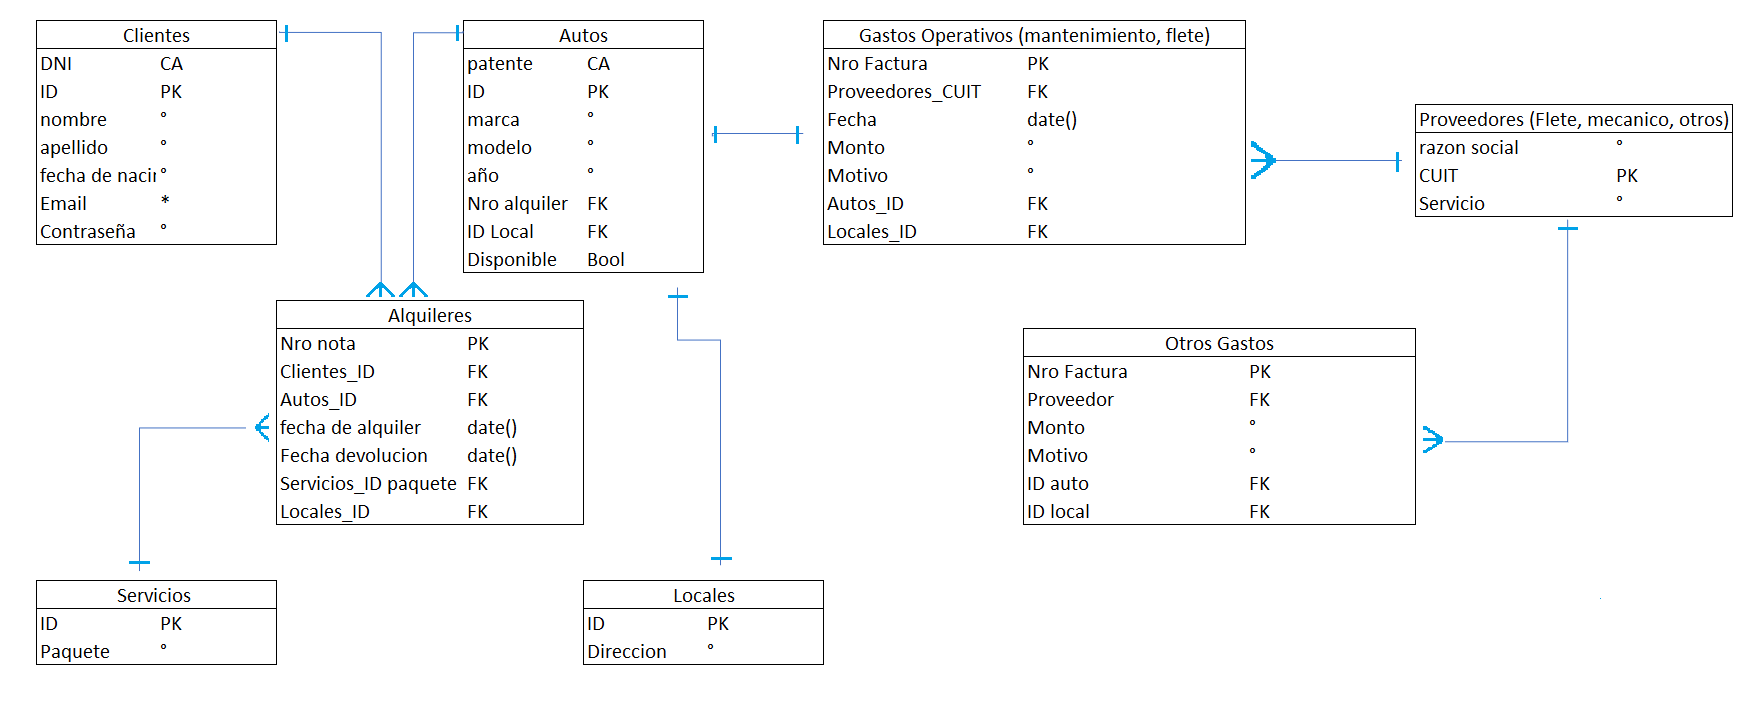 Clientes
DNI CA
ID PK
nombre °
apellido °
fecha de nacir °
Email *
Contraseña °
Autos
patente CA
ID PK
marca °
modelo °
año °
Nro alquiler FK
ID Local FK
Disponible Bool
Gastos Operativos (mantenimiento, flete)
Nro Factura PK
Proveedores_CUIT FK
Fecha date()
Monto °
Motivo °
Autos_ID FK
Locales_ID FK
Proveedores (Flete, mecanico, otros)
razon social °
CUIT PK
Servicio °
Alquileres
Nro nota PK
Clientes_ID FK
Autos_ID FK
fecha de alquiler date()
Fecha devolucion date()
Servicios_ID paquete FK
Locales_ID FK
Otros Gastos
Nro Factura PK
Proveedor FK
Monto °
Motivo °
ID auto FK
ID local FK
Servicios
ID PK
Paquete °
Locales
ID PK
Direccion °